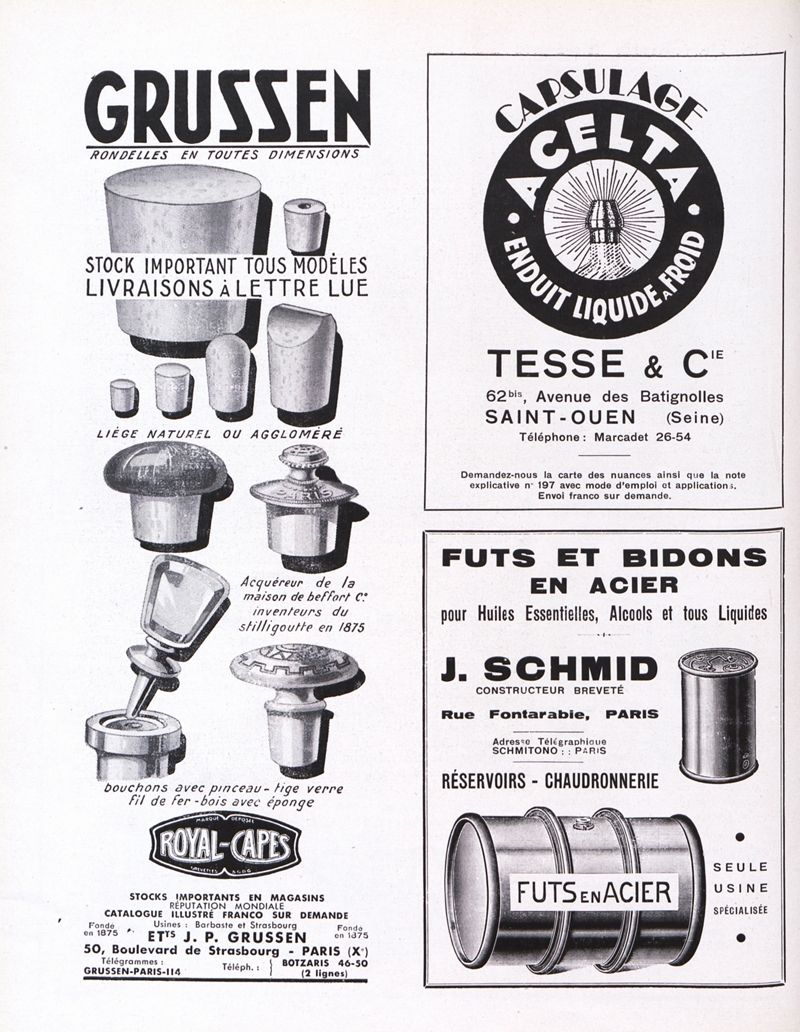 GRUSSEN
RONDELLES EN TOUTES DIMENSIONS
STOCK IMPORTANT TOUS MODÈLES
LIVRAISONS À LETTRE LUE
LIÈGE NATUREL OU AGGLOMÉRÉ
PARIS
Acquéreur de la
maison de beffort C°
inventeurs du
stilligoutte en 1875
bouchons avec pinceau - tige verre
fil de fer - bois avec éponge
MARQUE DÉPOSÉE
ROYAL-CAPES
BREVETÉS S.G.D.G
STOCKS IMPORTANTS EN MAGASINS
RÉPUTATION MONDIALE
CATALOGUE ILLUSTRÉ FRANCO SUR DEMANDE
Usines : Barbaste et Strasbourg
Fondé en 1875 ETTS J. P. GRUSSEN Fondé en 1875
50, Boulevard de Strasbourg - PARIS (Xe)
Télégrammes : GRUSSEN-PARIS-114
Téléph. : BOTZARIS 46-50 (2 lignes)
CAPSULAGE
ACELTA
ENDUIT LIQUIDE À FROID
TESSE & CIE
62bis, Avenue des Batignolles
SAINT-OUEN (Seine)
Téléphone : Marcadet 26-54
Demandez-nous la carte des nuances ainsi que la note
explicative n° 197 avec mode d'emploi et applications.
Envoi franco sur demande.
FUTS ET BIDONS
EN ACIER
pour Huiles Essentielles, Alcools et tous Liquides
J. SCHMID
CONSTRUCTEUR BREVETÉ
Rue Fontarabie, PARIS
Adresse Télégraphique
SCHMITONO : : PARIS
RÉSERVOIRS - CHAUDRONNERIE
FUTS EN ACIER
SEULE
USINE
SPÉCIALISÉE